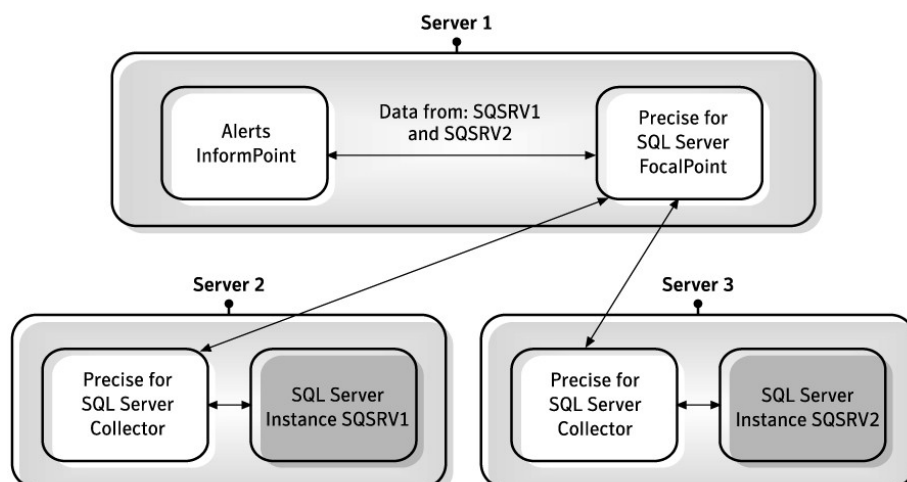 Server 1
Alerts
InformPoint
Data from: SQSRV1
and SQSRV2
Precise for
SQL Server
FocalPoint
Server 2
Precise for
SQL Server
Collector
SQL Server
Instance SQSRV1
Server 3
Precise for
SQL Server
Collector
SQL Server
Instance SQSRV2